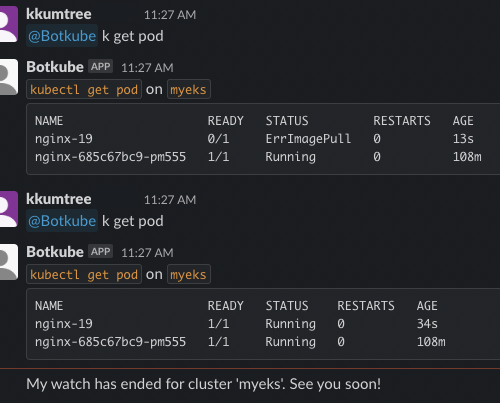 kkumtree 11:27 AM
@Botkube k get pod
Botkube APP 11:27 AM
kubectl get pod on myeks
NAME READY STATUS RESTARTS AGE
nginx-19 0/1 ErrImagePull 0 13s
nginx-685c67bc9-pm555 1/1 Running 0 108m
kkumtree 11:27 AM
@Botkube k get pod
Botkube APP 11:27 AM
kubectl get pod on myeks
NAME READY STATUS RESTARTS AGE
nginx-19 1/1 Running 0 34s
nginx-685c67bc9-pm555 1/1 Running 0 108m
My watch has ended for cluster 'myeks'. See you soon!